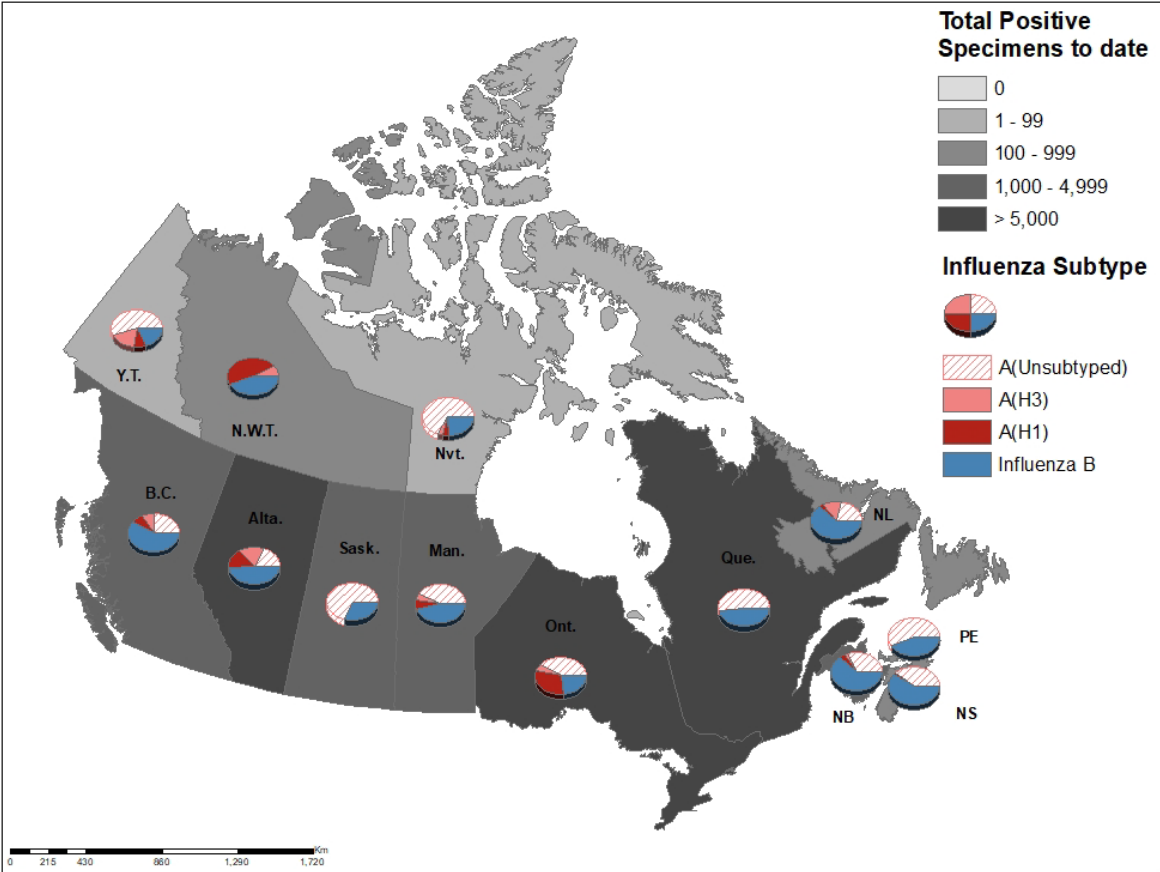 Total Positive
Specimens to date
0
1 - 99
100 - 999
1,000 - 4,999
> 5,000
Influenza Subtype
A(Unsubtyped)
A(H3)
A(H1)
Influenza B
Y.T.
N.W.T.
Nvt.
B.C.
Alta.
Sask.
Man.
Ont.
Que.
NL
PE
NB
NS
Km
0 215 430 860 1,290 1,720